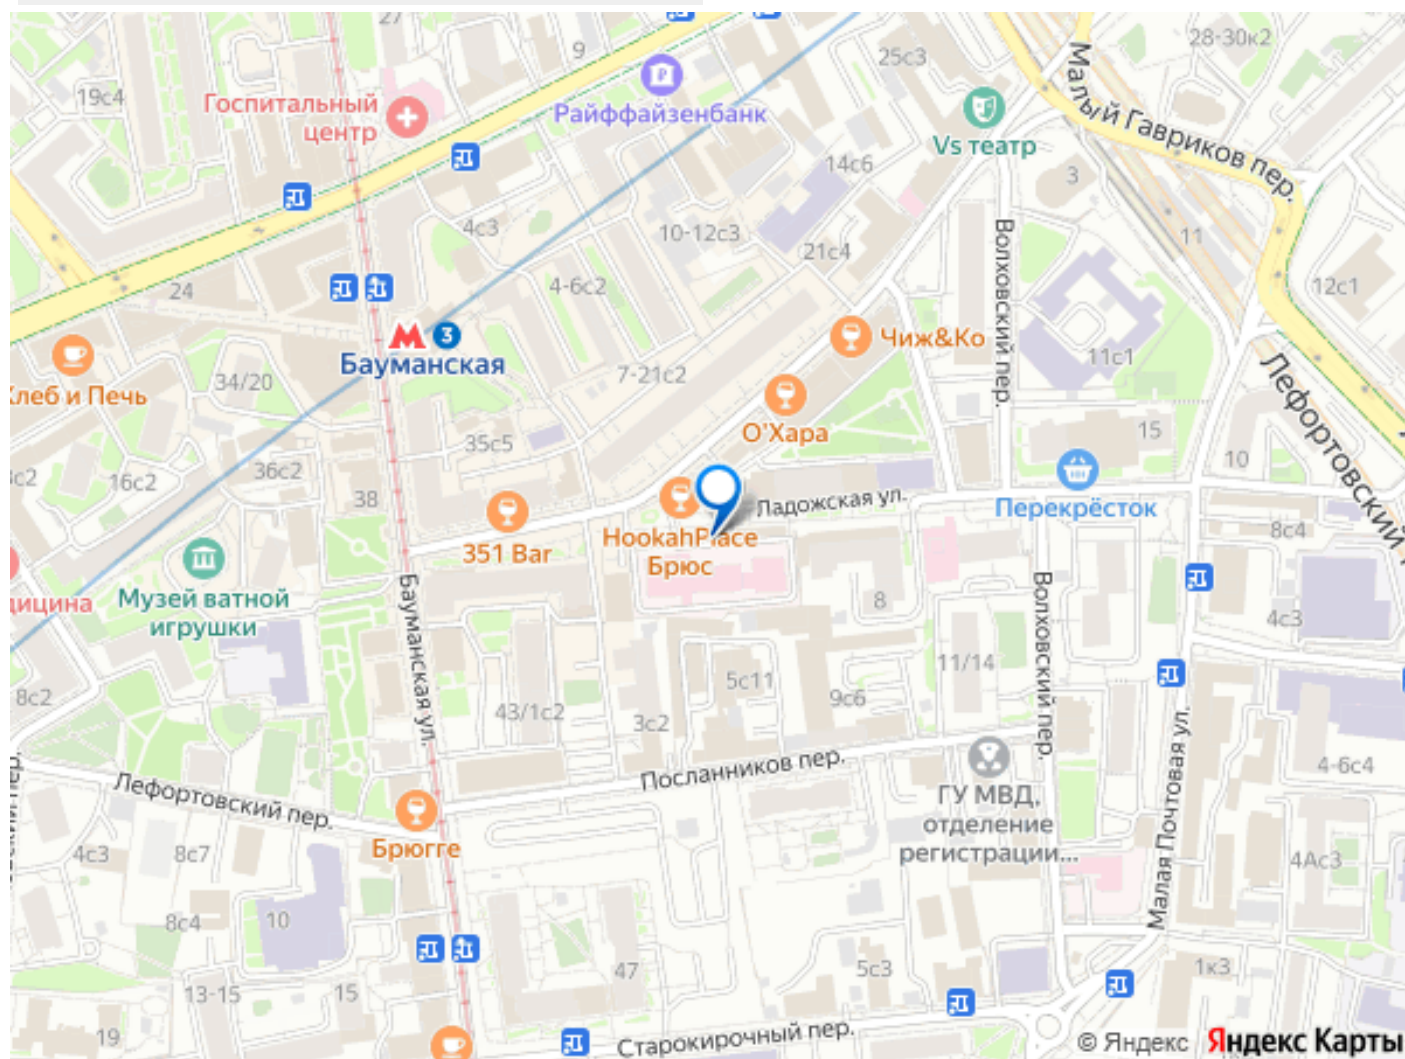 27
9
25с3
28-30к2
19с4
Госпитальный
центр
Райффайзенбанк
Vs театр
Малый Гавриков пер.
14с6
3
4с3
10-12с3
21с4
11
Волховский пер.
24
4-6с2
12с1
3
Бауманская
Чиж&Ко
11с1
Хлеб и Печь
34/20
7-21с2
О'Хара
Лефортовский
15
35с5
36с2
16с2
38
10
Ладожская ул.
Перекрёсток
351 Bar
HookahPlace
Брюс
8с4
Музей ватной
игрушки
Бауманская ул.
8
Волховский пер.
4с3
8с2
5с11
11/14
9с6
43/1с2
3с2
Посланников пер.
Малая Почтовая ул.
4-6с4
Лефортовский пер.
ГУ МВД,
отделение
регистрации...
Брюгге
4с3
8с7
4Ас3
8с4
10
47
5с3
1к3
13-15
15
19
Старокирочный пер.
© Яндекс Яндекс Карты